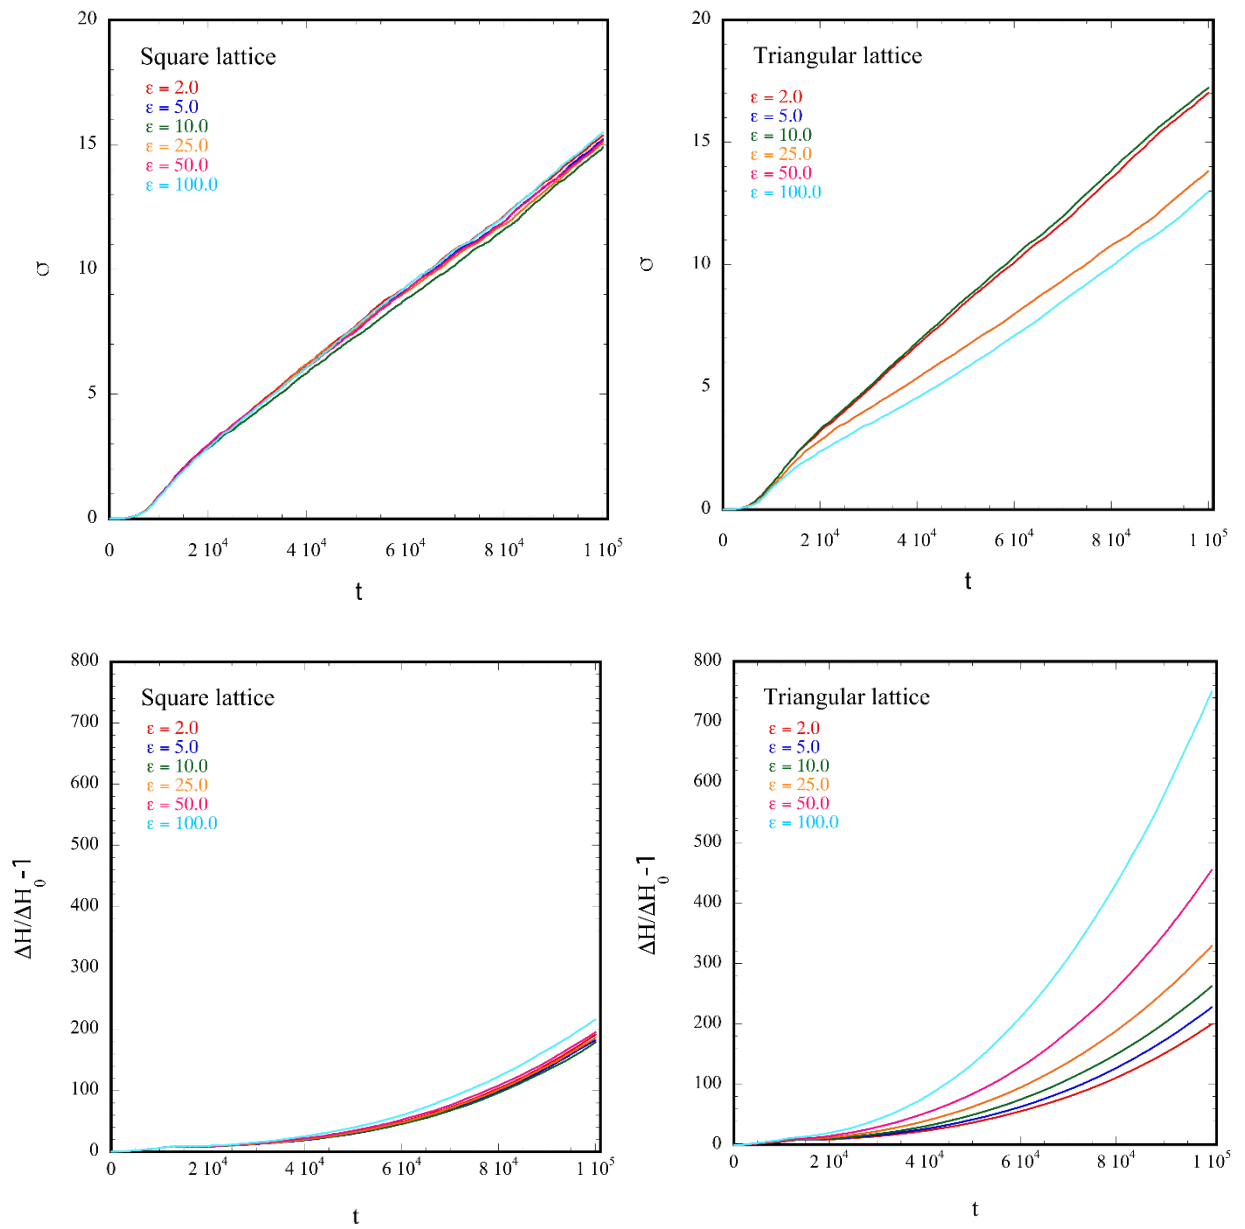 20
15
10
5
0
σ
Square lattice
ε = 2.0
ε = 5.0
ε = 10.0
ε = 25.0
ε = 50.0
ε = 100.0
0
2 10⁴
4 10⁴
6 10⁴
8 10⁴
1 10⁵
t
20
15
10
5
0
σ
Triangular lattice
ε = 2.0
ε = 5.0
ε = 10.0
ε = 25.0
ε = 50.0
ε = 100.0
0
2 10⁴
4 10⁴
6 10⁴
8 10⁴
1 10⁵
t
800
700
600
500
400
300
200
100
0
ΔH/ΔH₀-1
Square lattice
ε = 2.0
ε = 5.0
ε = 10.0
ε = 25.0
ε = 50.0
ε = 100.0
0
2 10⁴
4 10⁴
6 10⁴
8 10⁴
1 10⁵
t
800
700
600
500
400
300
200
100
0
ΔH/ΔH₀-1
Triangular lattice
ε = 2.0
ε = 5.0
ε = 10.0
ε = 25.0
ε = 50.0
ε = 100.0
0
2 10⁴
4 10⁴
6 10⁴
8 10⁴
1 10⁵
t